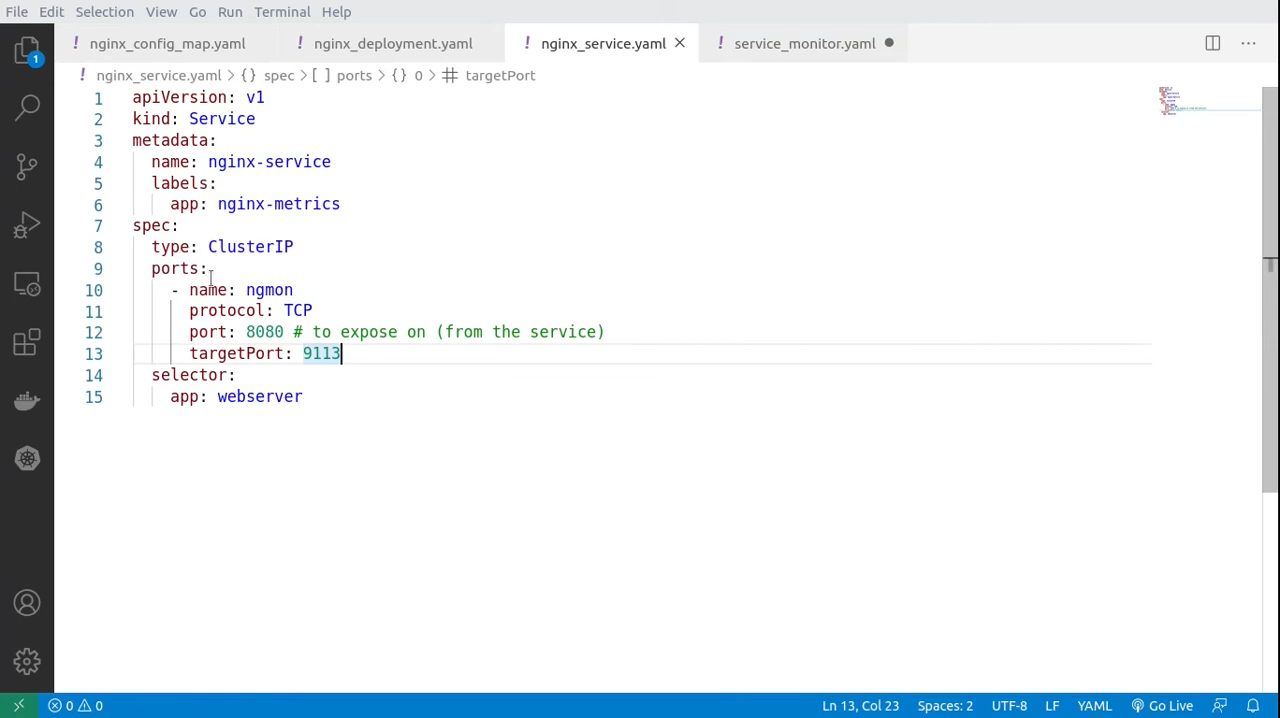 File Edit Selection View Go Run Terminal Help
1
! nginx_config_map.yaml ! nginx_deployment.yaml ! nginx_service.yaml × ! service_monitor.yaml ●
! nginx_service.yaml > {} spec > [ ] ports > {} 0 > # targetPort
1 apiVersion: v1
2 kind: Service
3 metadata:
4 name: nginx-service
5 labels:
6 app: nginx-metrics
7 spec:
8 type: ClusterIP
9 ports:
10 - name: ngmon
11 protocol: TCP
12 port: 8080 # to expose on (from the service)
13 targetPort: 9113
14 selector:
15 app: webserver
0 0 Ln 13, Col 23 Spaces: 2 UTF-8 LF YAML Go Live